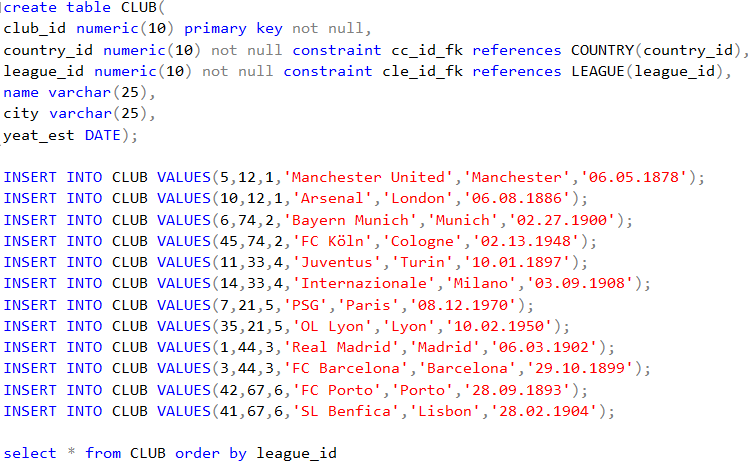 create table CLUB(
club_id numeric(10) primary key not null,
country_id numeric(10) not null constraint cc_id_fk references COUNTRY(country_id),
league_id numeric(10) not null constraint cle_id_fk references LEAGUE(league_id),
name varchar(25),
city varchar(25),
yeat_est DATE);
INSERT INTO CLUB VALUES(5,12,1,'Manchester United','Manchester','06.05.1878');
INSERT INTO CLUB VALUES(10,12,1,'Arsenal','London','06.08.1886');
INSERT INTO CLUB VALUES(6,74,2,'Bayern Munich','Munich','02.27.1900');
INSERT INTO CLUB VALUES(45,74,2,'FC Köln','Cologne','02.13.1948');
INSERT INTO CLUB VALUES(11,33,4,'Juventus','Turin','10.01.1897');
INSERT INTO CLUB VALUES(14,33,4,'Internazionale','Milano','03.09.1908');
INSERT INTO CLUB VALUES(7,21,5,'PSG','Paris','08.12.1970');
INSERT INTO CLUB VALUES(35,21,5,'OL Lyon','Lyon','10.02.1950');
INSERT INTO CLUB VALUES(1,44,3,'Real Madrid','Madrid','06.03.1902');
INSERT INTO CLUB VALUES(3,44,3,'FC Barcelona','Barcelona','29.10.1899');
INSERT INTO CLUB VALUES(42,67,6,'FC Porto','Porto','28.09.1893');
INSERT INTO CLUB VALUES(41,67,6,'SL Benfica','Lisbon','28.02.1904');
select * from CLUB order by league_id